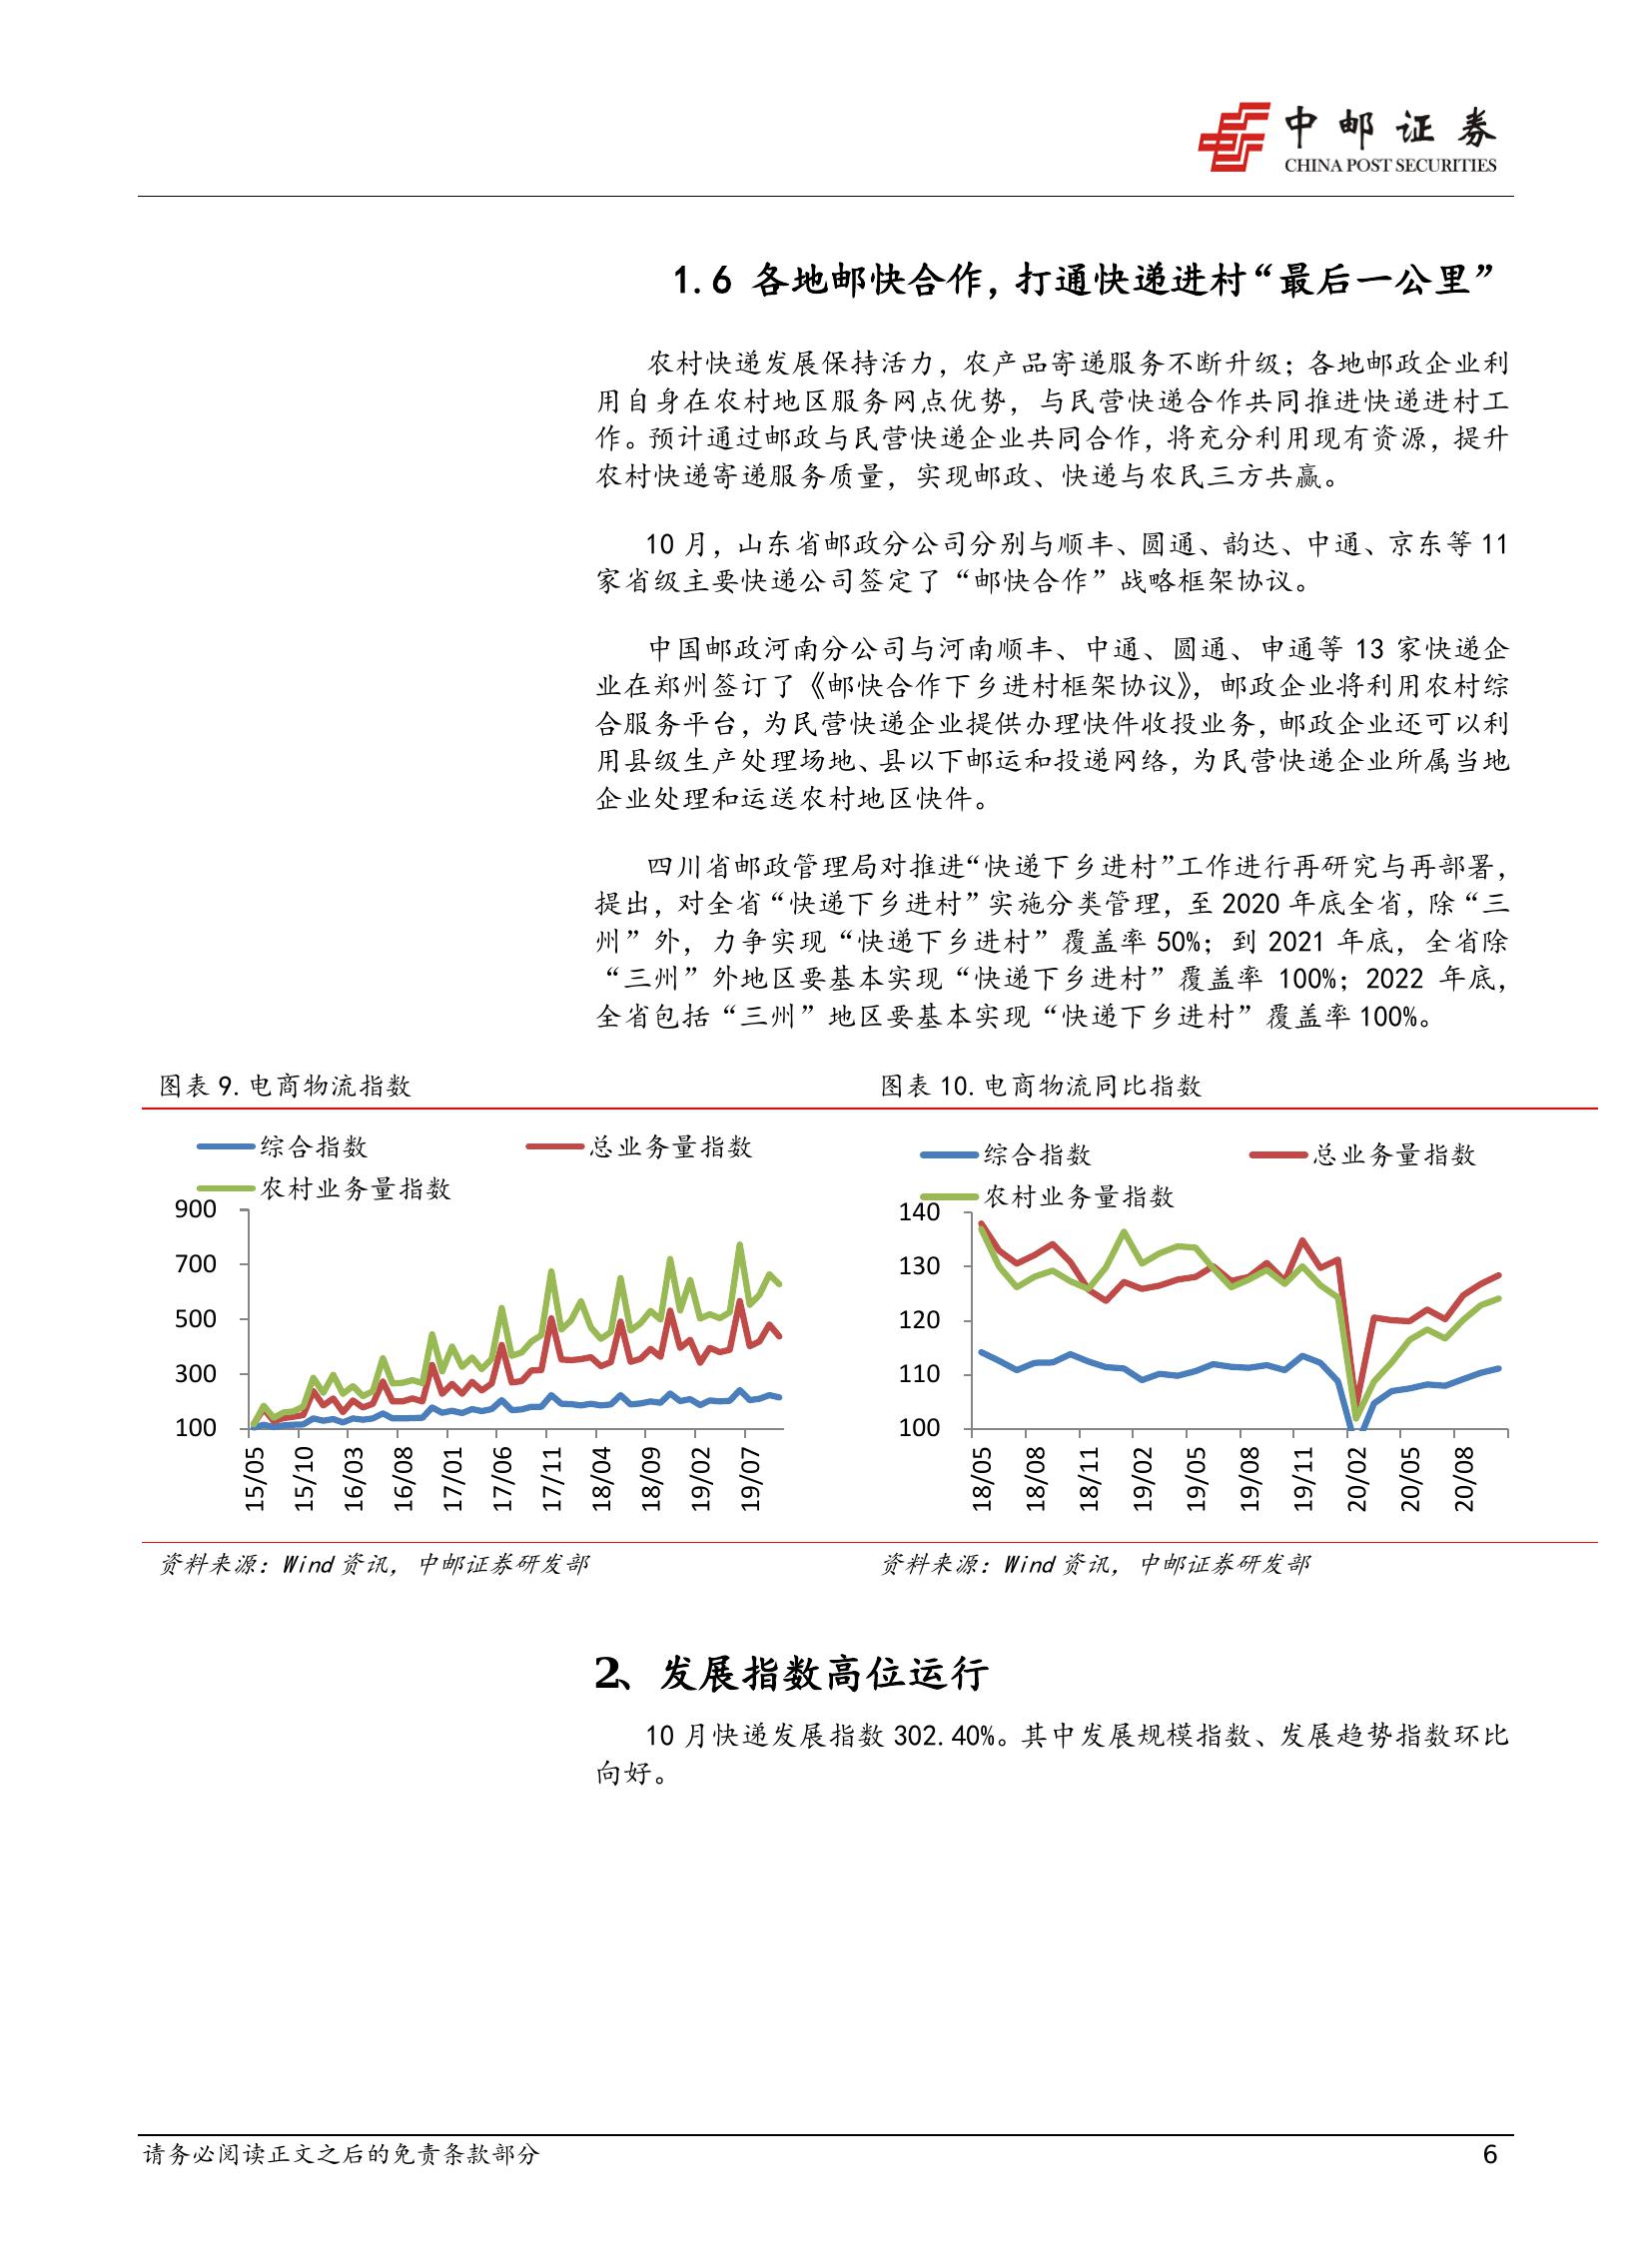 中邮证券
CHINA POST SECURITIES
1.6 各地邮快合作，打通快递进村“最后一公里”
农村快递发展保持活力，农产品寄递服务不断升级；各地邮政企业利
用自身在农村地区服务网点优势，与民营快递合作共同推进快递进村工
作。预计通过邮政与民营快递企业共同合作，将充分利用现有资源，提升
农村快递寄递服务质量，实现邮政、快递与农民三方共赢。
10 月，山东省邮政分公司分别与顺丰、圆通、韵达、中通、京东等 11
家省级主要快递公司签定了“邮快合作”战略框架协议。
中国邮政河南分公司与河南顺丰、中通、圆通、申通等 13 家快递企
业在郑州签订了《邮快合作下乡进村框架协议》，邮政企业将利用农村综
合服务平台，为民营快递企业提供办理快件收投业务，邮政企业还可以利
用县级生产处理场地、县以下邮运和投递网络，为民营快递企业所属当地
企业处理和运送农村地区快件。
四川省邮政管理局对推进“快递下乡进村”工作进行再研究与再部署，
提出，对全省“快递下乡进村”实施分类管理，至 2020 年底全省，除“三
州”外，力争实现“快递下乡进村”覆盖率 50%；到 2021 年底，全省除
“三州”外地区要基本实现“快递下乡进村”覆盖率 100%；2022 年底，
全省包括“三州”地区要基本实现“快递下乡进村”覆盖率 100%。
图表 9.电商物流指数
综合指数
总业务量指数
农村业务量指数
900
700
500
300
100
15/05
15/10
16/03
16/08
17/01
17/06
17/11
18/04
18/09
19/02
19/07
资料来源：Wind 资讯，中邮证券研发部
图表 10.电商物流同比指数
综合指数
总业务量指数
农村业务量指数
140
130
120
110
100
18/05
18/08
18/11
19/02
19/05
19/08
19/11
20/02
20/05
20/08
资料来源：Wind 资讯，中邮证券研发部
2、发展指数高位运行
10 月快递发展指数 302.40%。其中发展规模指数、发展趋势指数环比
向好。
请务必阅读正文之后的免责条款部分
6